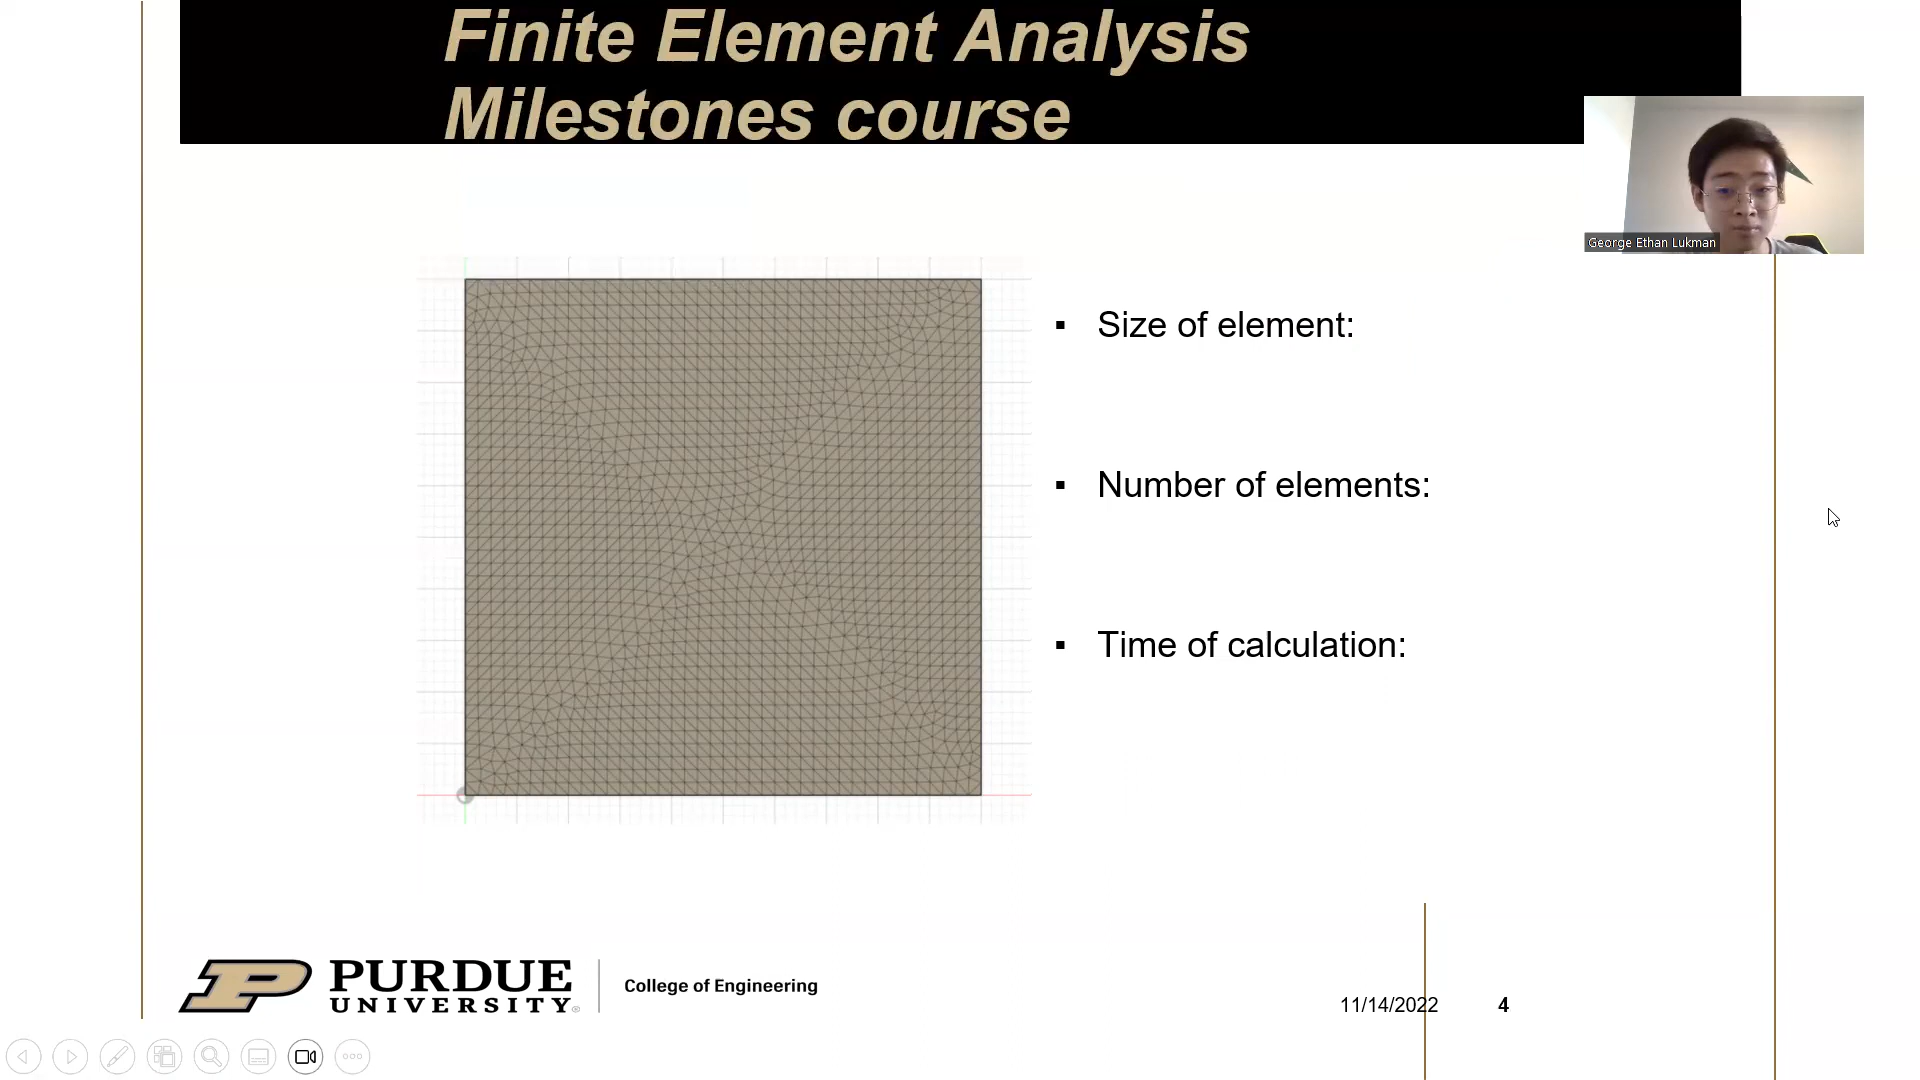 Finite Element Analysis
Milestones course
George Ethan Lukman
▪ Size of element:
▪ Number of elements:
▪ Time of calculation:
PURDUE
UNIVERSITY®
College of Engineering
11/14/2022
4